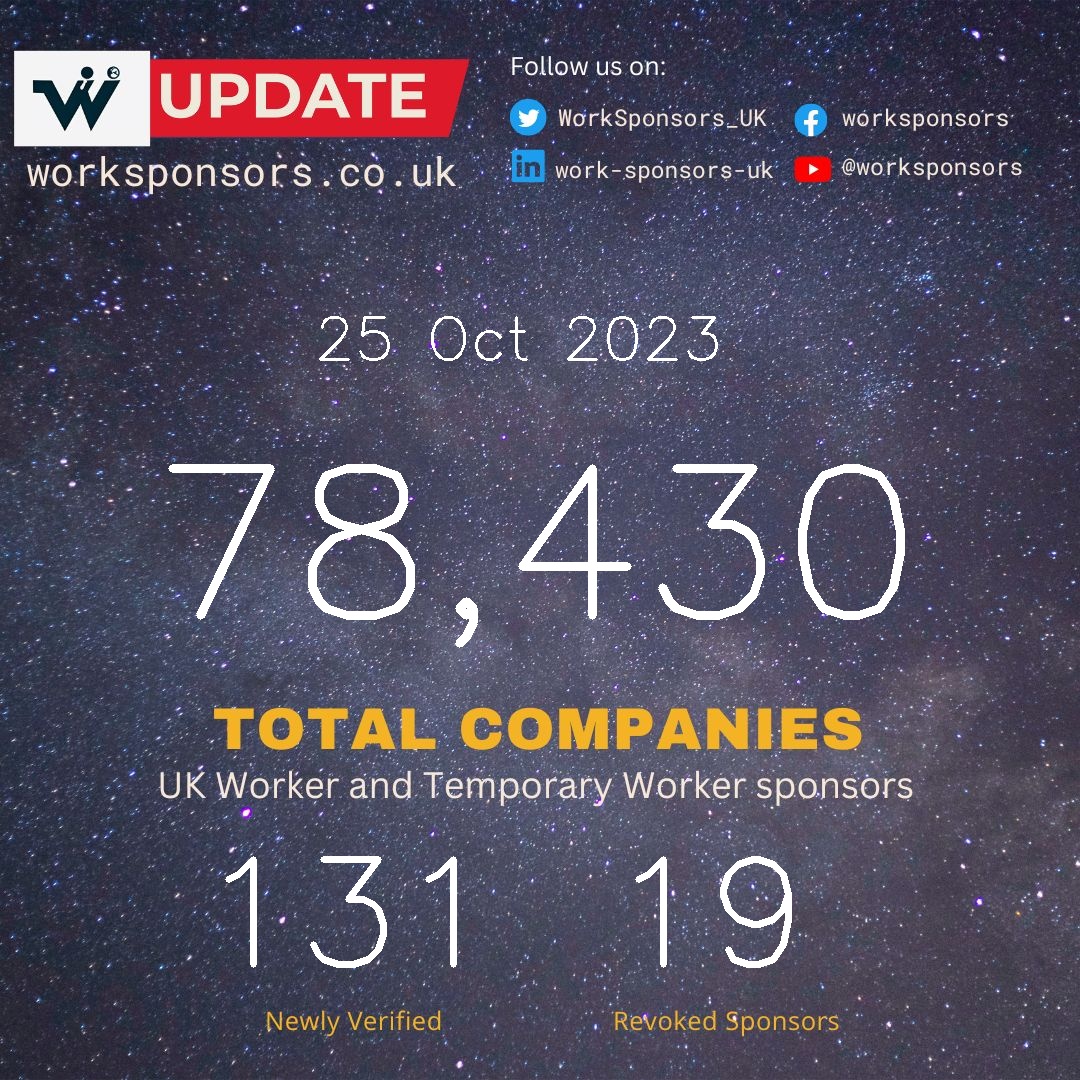 UPDATE
worksponsors.co.uk
Follow us on:
WorkSponsors_UK
worksponsors
work-sponsors-uk
@worksponsors
25 Oct 2023
78,430
TOTAL COMPANIES
UK Worker and Temporary Worker sponsors
131 19
Newly Verified Revoked Sponsors